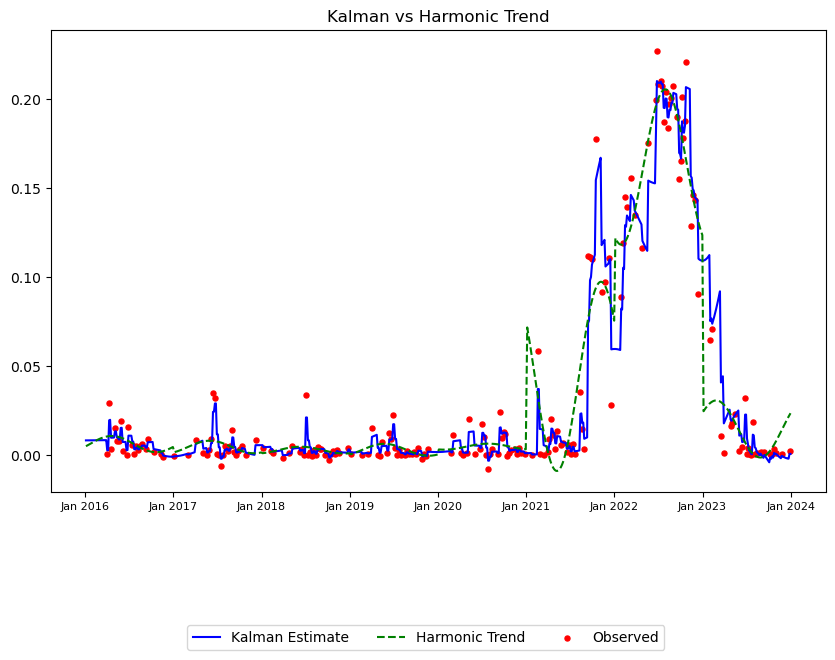 Kalman vs Harmonic Trend
0.20
0.15
0.10
0.05
0.00
Jan 2016 Jan 2017 Jan 2018 Jan 2019 Jan 2020 Jan 2021 Jan 2022 Jan 2023 Jan 2024
Kalman Estimate Harmonic Trend Observed